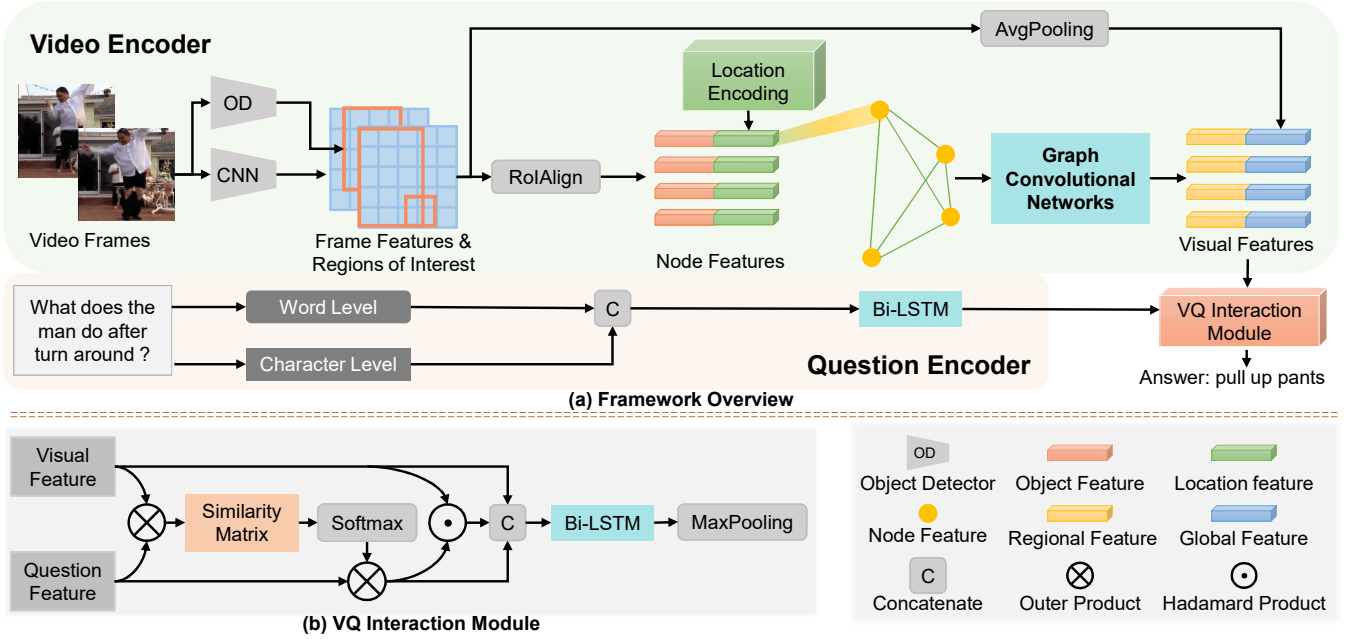 Video Encoder
AvgPooling
Location
Encoding
OD
CNN
RoIAlign
Graph
Convolutional
Networks
Video Frames
Frame Features &
Regions of Interest
Node Features
Visual Features
What does the
man do after
turn around ?
Word Level
Character Level
C
Bi-LSTM
VQ Interaction
Module
Question Encoder
Answer: pull up pants
(a) Framework Overview
Visual
Feature
Question
Feature
Similarity
Matrix
Softmax
C
Bi-LSTM
MaxPooling
(b) VQ Interaction Module
OD
Object Detector
Object Feature
Location feature
Node Feature
Regional Feature
Global Feature
C
Concatenate
Outer Product
Hadamard Product